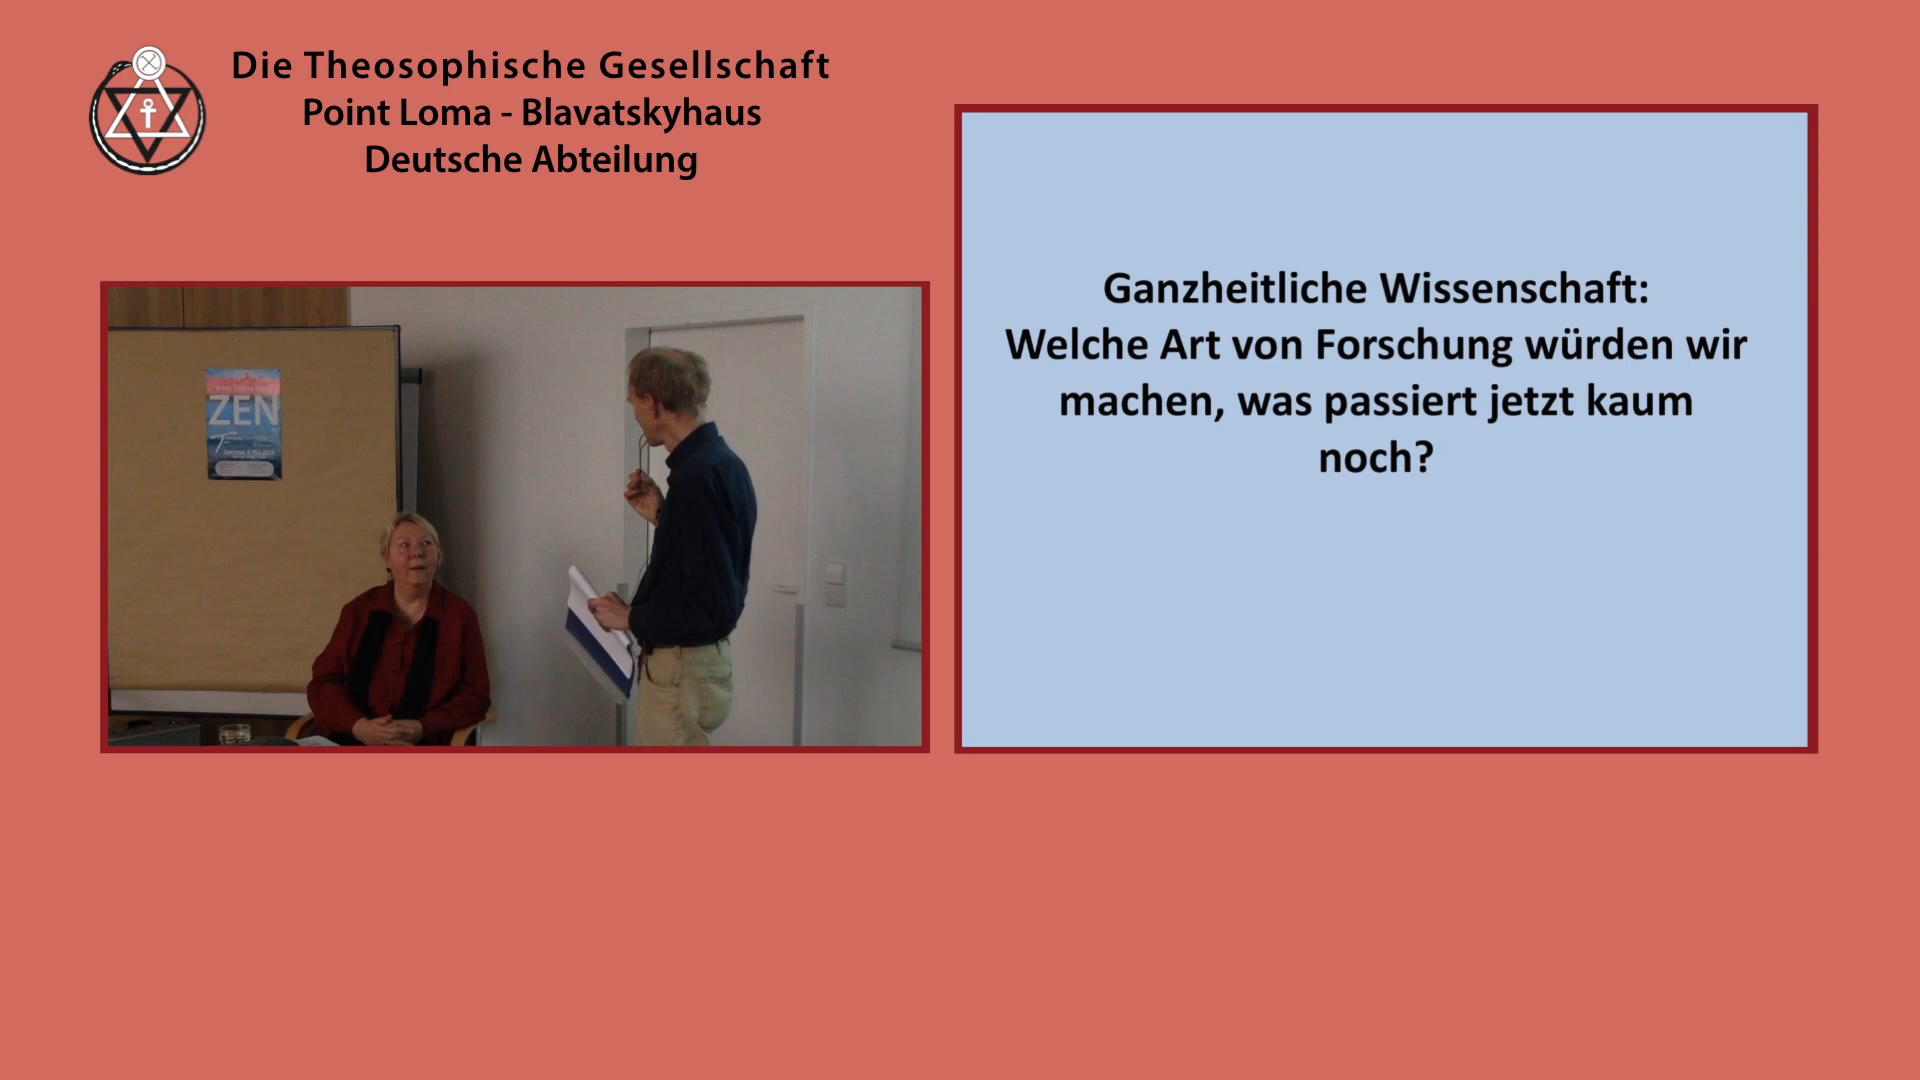 Die Theosophische Gesellschaft
Point Loma - Blavatskyhaus
Deutsche Abteilung
Ganzheitliche Wissenschaft:
Welche Art von Forschung würden wir
machen, was passiert jetzt kaum
noch?
ZEN